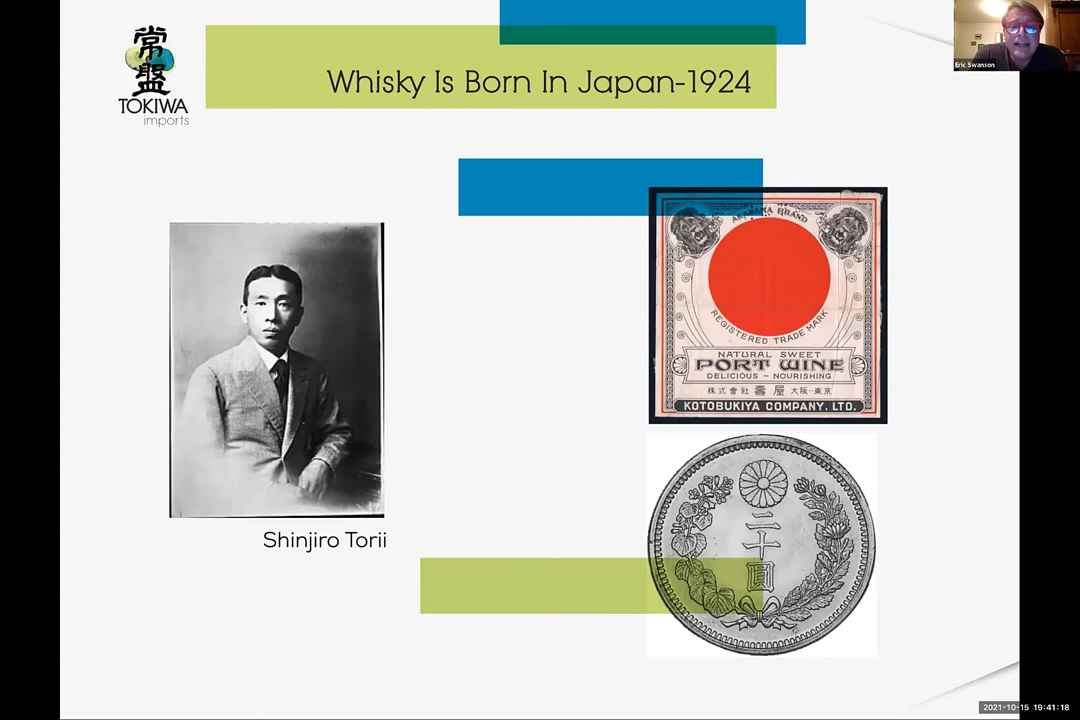 常盤
TOKIWA
imports
Whisky Is Born In Japan-1924
Eric Swanson
AKADAMA BRAND
REGISTERED TRADE MARK
NATURAL SWEET
PORT WINE
DELICIOUS - NOURISHING
株式會社 壽屋 大阪-東京
KOTOBUKIYA COMPANY, LTD.
二十圓
Shinjiro Torii
2021-10-15 19:41:18